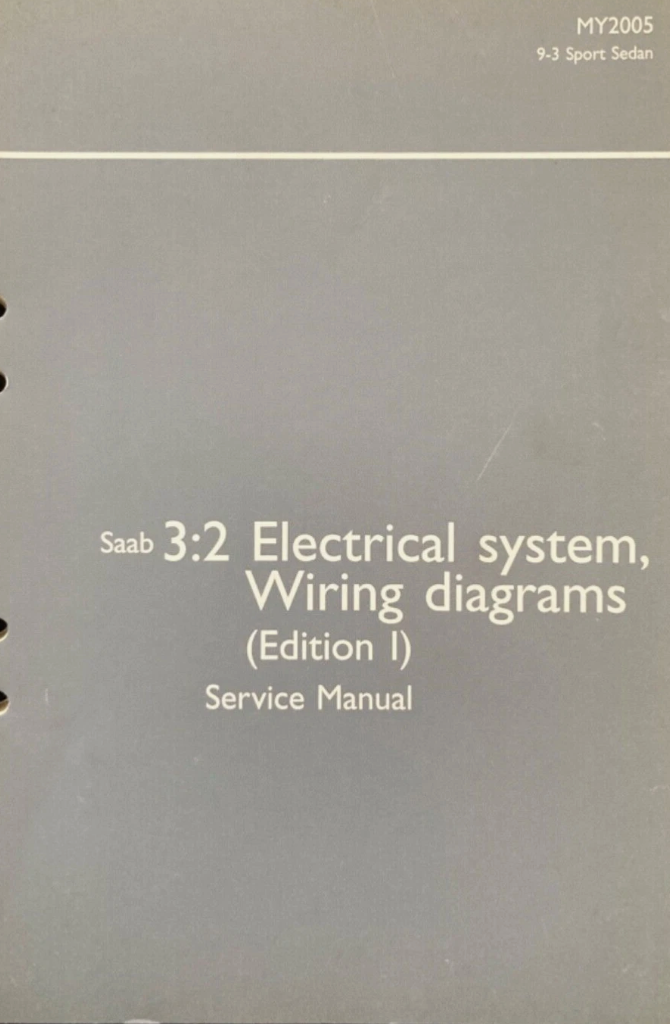 MY2005
9-3 Sport Sedan
Saab 3:2 Electrical system,
Wiring diagrams
(Edition 1)
Service Manual